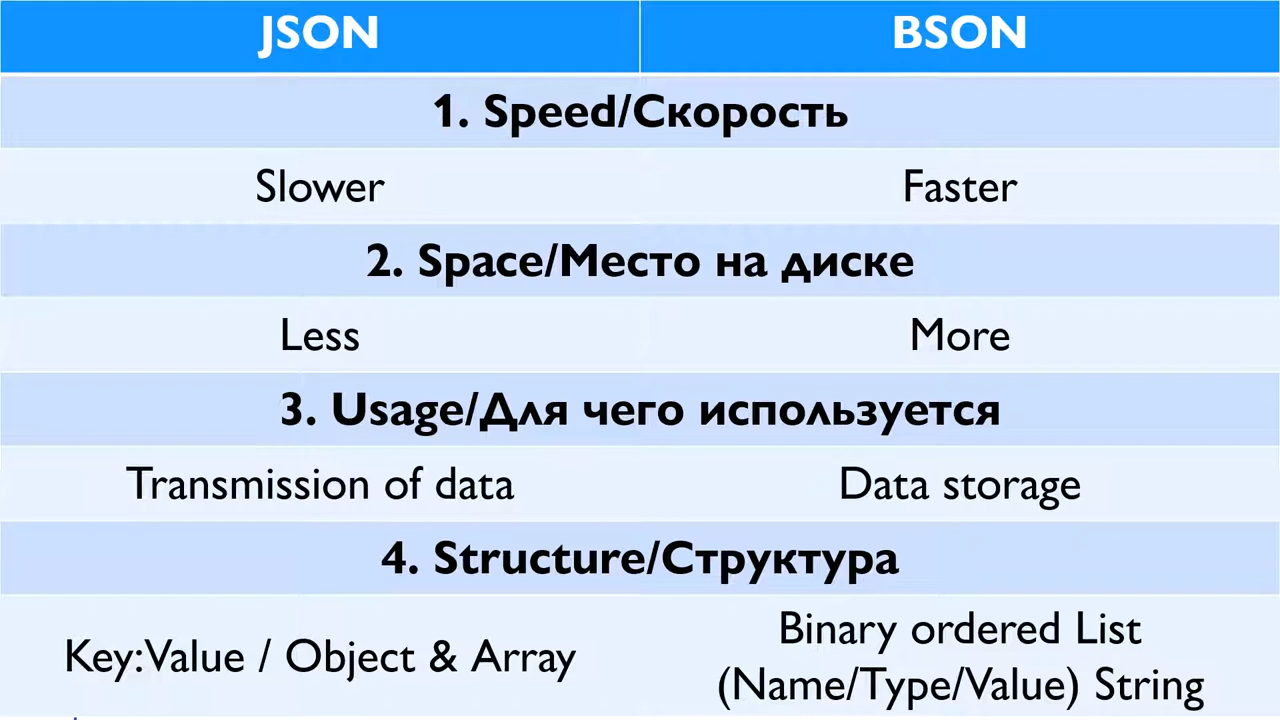 JSON
BSON
1. Speed/Скорость
Slower
Faster
2. Space/Место на диске
Less
More
3. Usage/Для чего используется
Transmission of data
Data storage
4. Structure/Структура
Key:Value / Object & Array
Binary ordered List
(Name/Type/Value) String